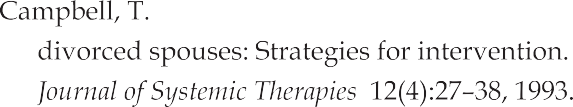 Campbell, T.
divorced spouses: Strategies for intervention.
Journal of Systemic Therapies 12(4):27–38, 1993.